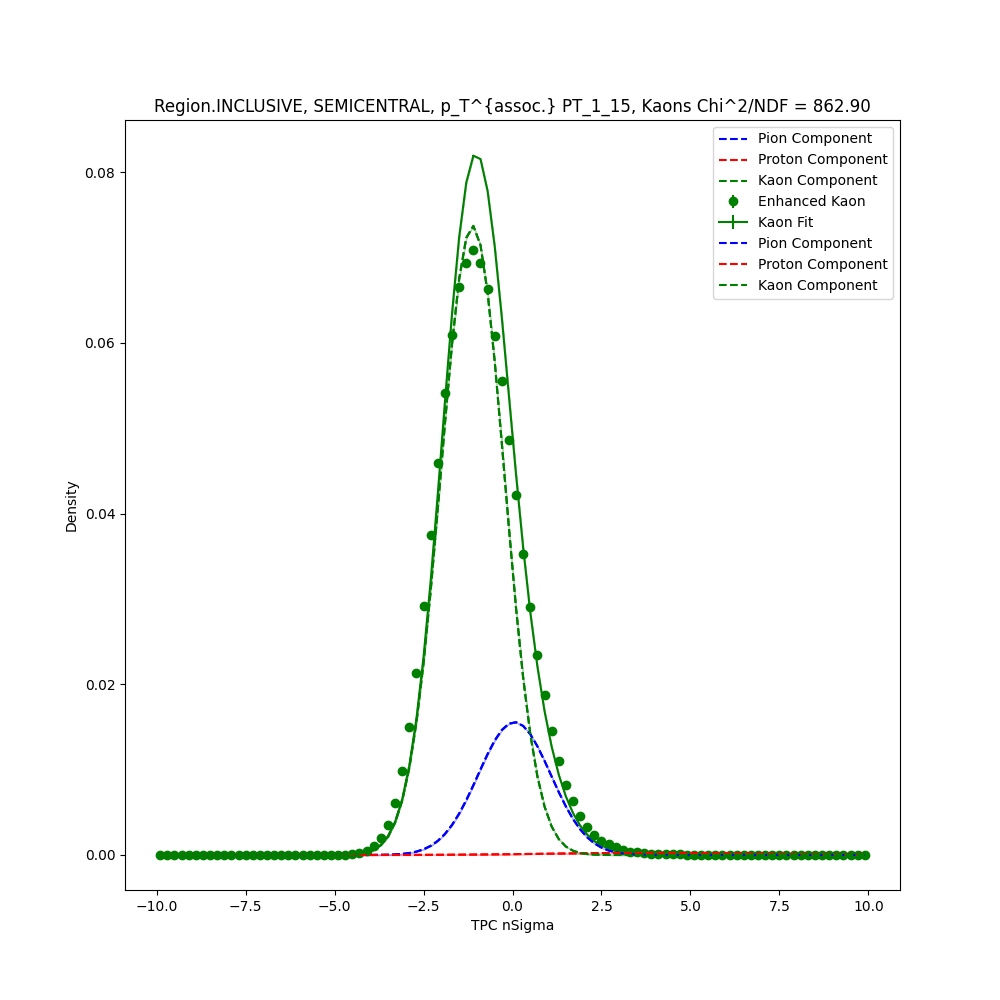 Region.INCLUSIVE, SEMICENTRAL, p_T^{assoc.} PT_1_15, Kaons Chi^2/NDF = 862.90
Pion Component
Proton Component
Kaon Component
Enhanced Kaon
Kaon Fit
Pion Component
Proton Component
Kaon Component
0.08
0.06
0.04
0.02
0.00
Density
−10.0 −7.5 −5.0 −2.5 0.0 2.5 5.0 7.5 10.0
TPC nSigma